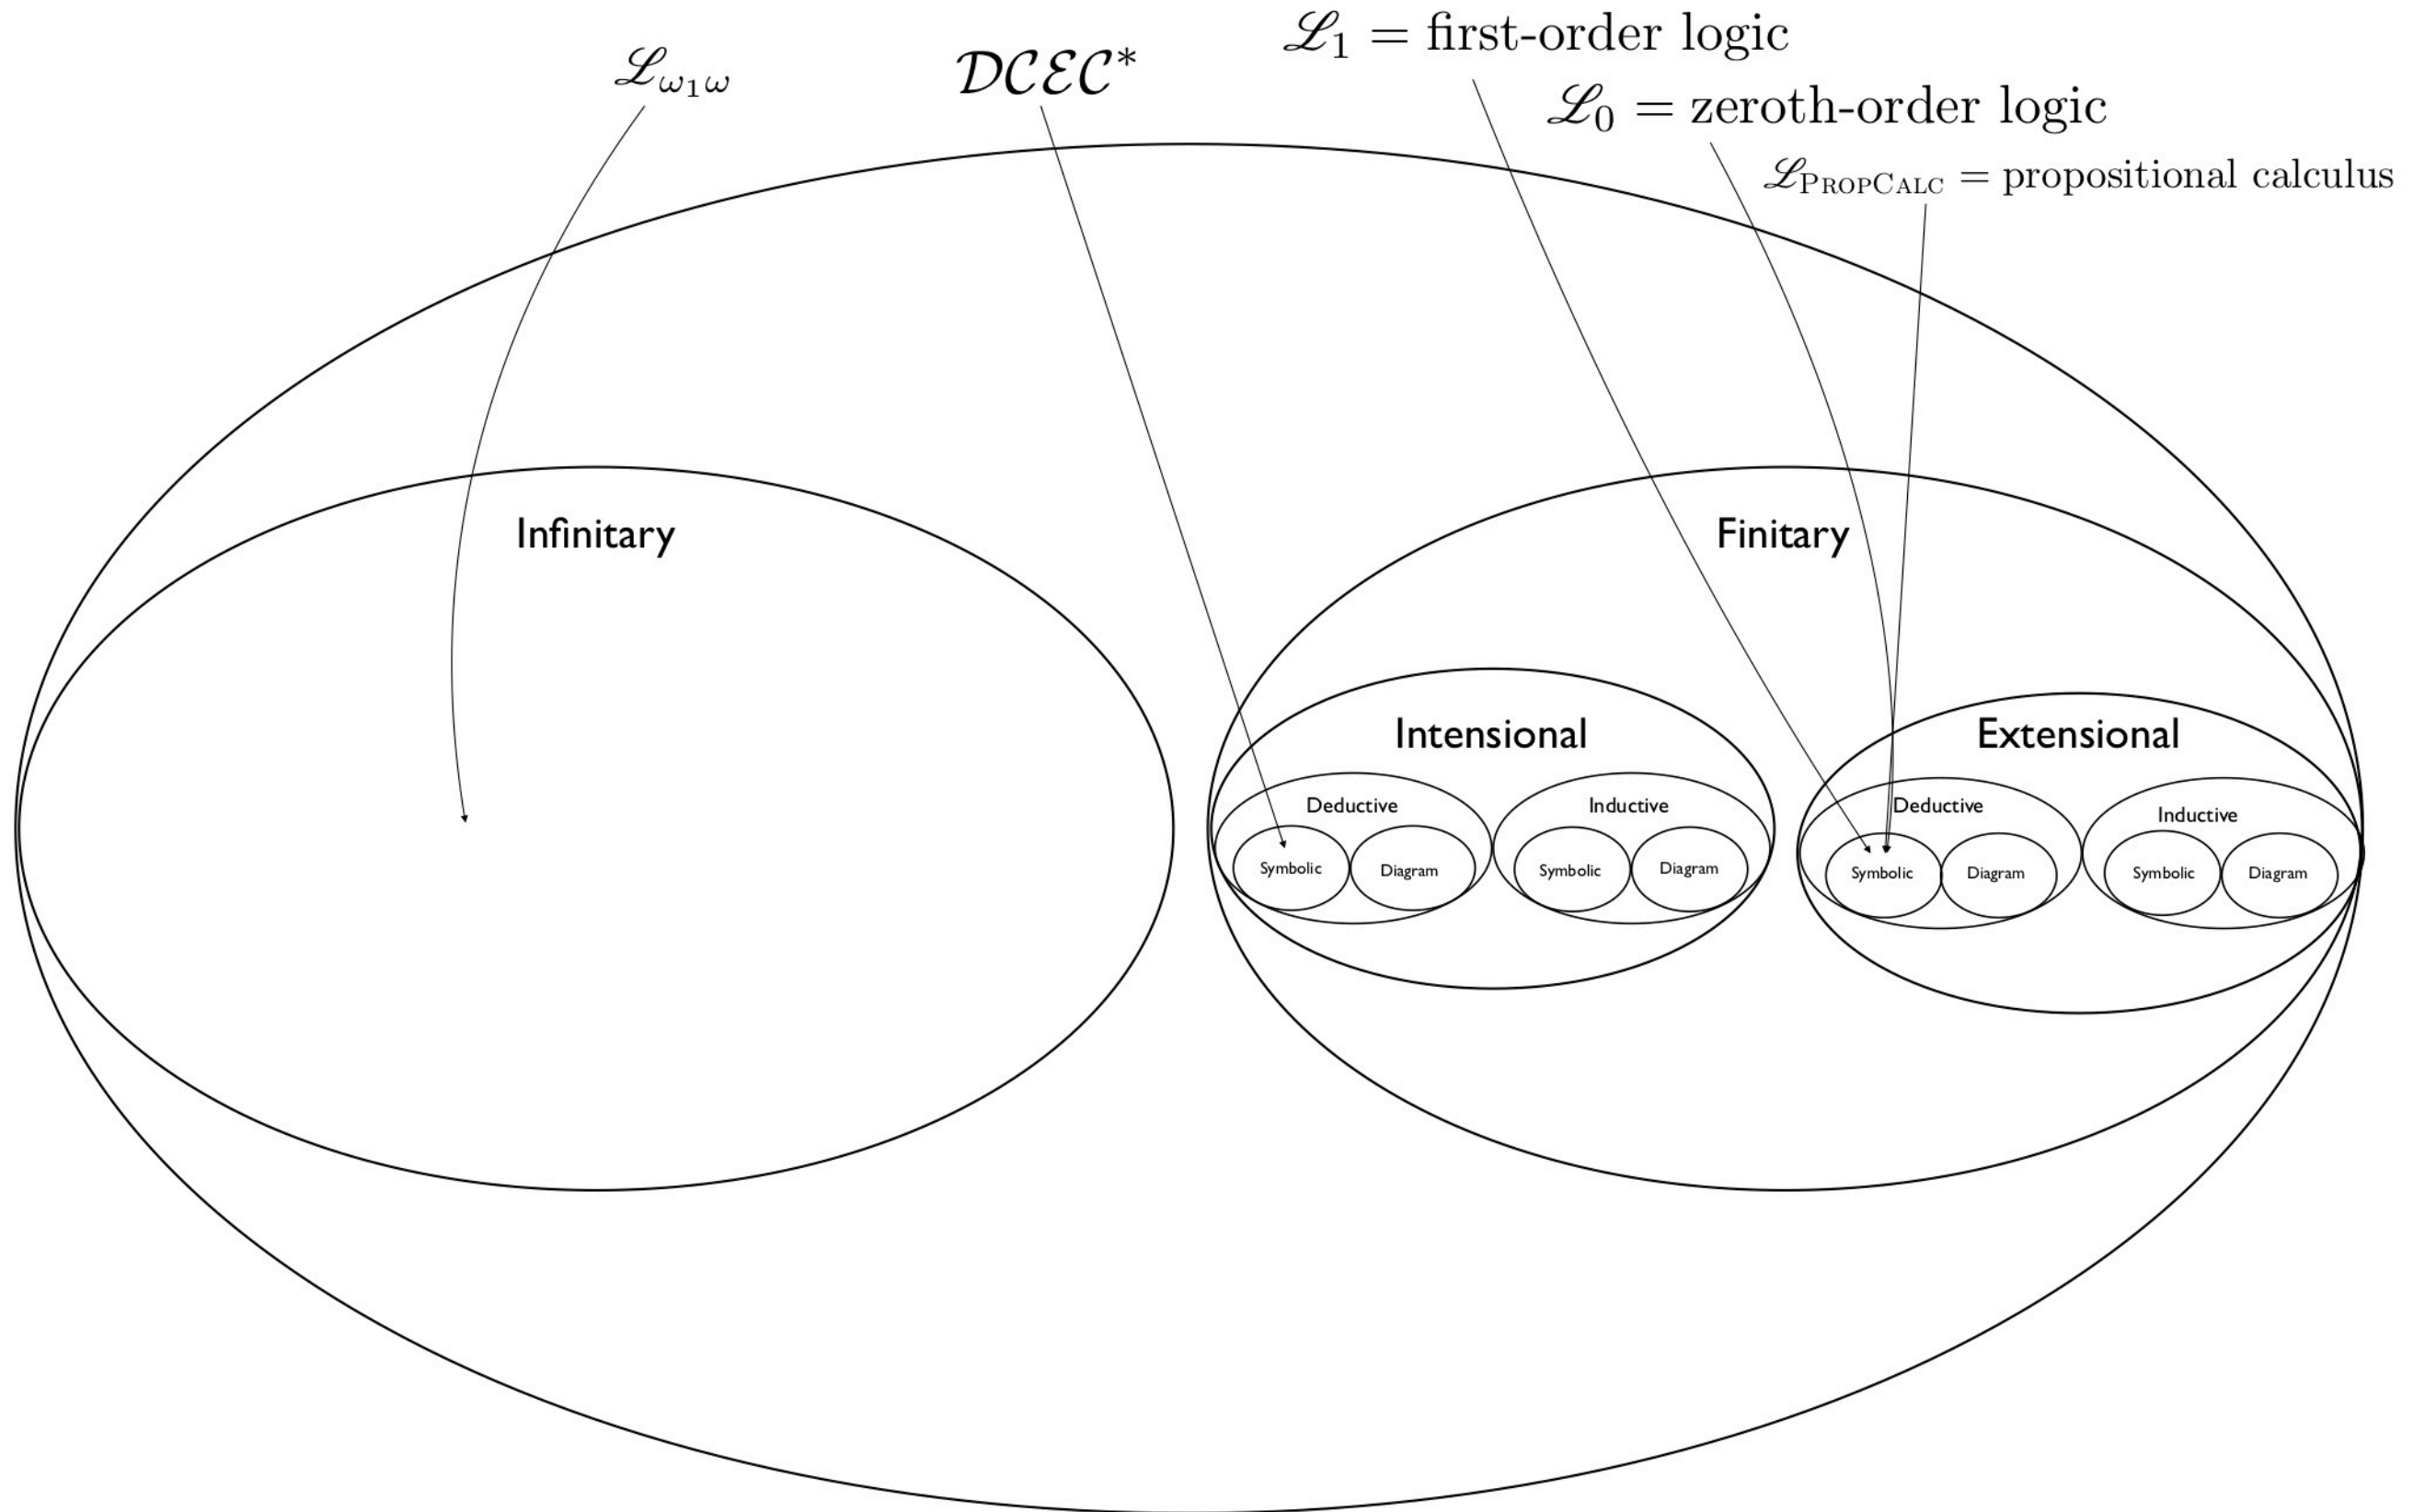 ℒ₁ = first-order logic
ℒ_{ω₁ω}
𝒟𝒞ℰ𝒞*
ℒ₀ = zeroth-order logic
ℒ_{PROPCALC} = propositional calculus
Infinitary
Finitary
Intensional
Extensional
Deductive
Inductive
Deductive
Inductive
Symbolic
Diagram
Symbolic
Diagram
Symbolic
Diagram
Symbolic
Diagram